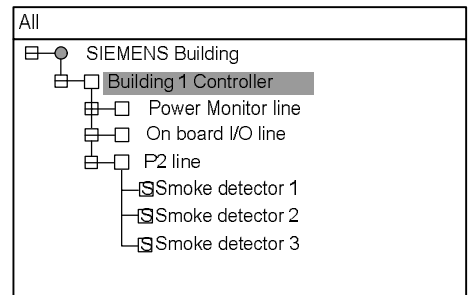 All
SIEMENS Building
Building 1 Controller
Power Monitor line
On board I/O line
P2 line
S Smoke detector 1
S Smoke detector 2
S Smoke detector 3